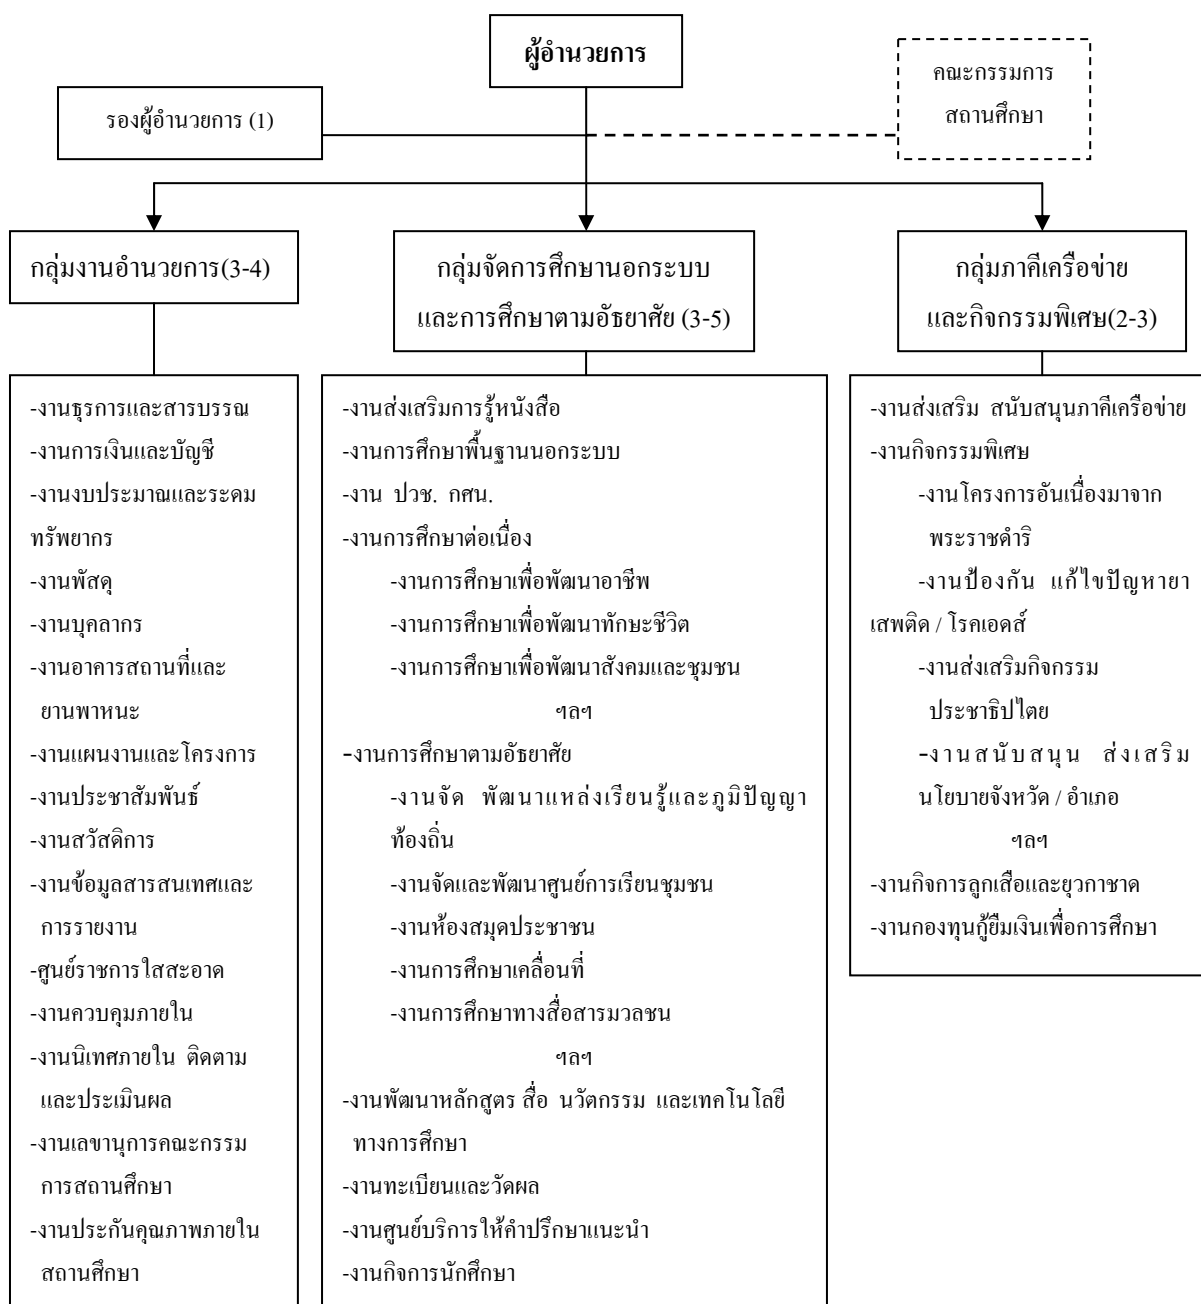 ผู้อำนวยการ
คณะกรรมการ
สถานศึกษา
รองผู้อำนวยการ (1)
กลุ่มงานอำนวยการ(3-4)
กลุ่มจัดการศึกษานอกระบบ
และการศึกษาตามอัธยาศัย (3-5)
กลุ่มภาคีเครือข่าย
และกิจกรรมพิเศษ(2-3)
-งานธุรการและสารบรรณ
-งานการเงินและบัญชี
-งานงบประมาณและระดม
ทรัพยากร
-งานพัสดุ
-งานบุคลากร
-งานอาคารสถานที่และ
ยานพาหนะ
-งานแผนงานและโครงการ
-งานประชาสัมพันธ์
-งานสวัสดิการ
-งานข้อมูลสารสนเทศและ
การรายงาน
-ศูนย์ราชการใสสะอาด
-งานควบคุมภายใน
-งานนิเทศภายใน ติดตาม
และประเมินผล
-งานเลขานุการคณะกรรม
การสถานศึกษา
-งานประกันคุณภาพภายใน
สถานศึกษา
-งานส่งเสริมการรู้หนังสือ
-งานการศึกษาพื้นฐานนอกระบบ
-งาน ปวช. กศน.
-งานการศึกษาต่อเนื่อง
-งานการศึกษาเพื่อพัฒนาอาชีพ
-งานการศึกษาเพื่อพัฒนาทักษะชีวิต
-งานการศึกษาเพื่อพัฒนาสังคมและชุมชน
ฯลฯ
-งานการศึกษาตามอัธยาศัย
-งานจัด พัฒนาแหล่งเรียนรู้และภูมิปัญญา
ท้องถิ่น
-งานจัดและพัฒนาศูนย์การเรียนชุมชน
-งานห้องสมุดประชาชน
-งานการศึกษาเคลื่อนที่
-งานการศึกษาทางสื่อสารมวลชน
ฯลฯ
-งานพัฒนาหลักสูตร สื่อ นวัตกรรม และเทคโนโลยี
ทางการศึกษา
-งานทะเบียนและวัดผล
-งานศูนย์บริการให้คำปรึกษาแนะนำ
-งานกิจการนักศึกษา
-งานส่งเสริม สนับสนุนภาคีเครือข่าย
-งานกิจกรรมพิเศษ
-งานโครงการอันเนื่องมาจาก
พระราชดำริ
-งานป้องกัน แก้ไขปัญหายา
เสพติด / โรคเอดส์
-งานส่งเสริมกิจกรรม
ประชาธิปไตย
-งานสนับสนุน ส่งเสริม
นโยบายจังหวัด / อำเภอ
ฯลฯ
-งานกิจการลูกเสือและยุวกาชาด
-งานกองทุนกู้ยืมเงินเพื่อการศึกษา